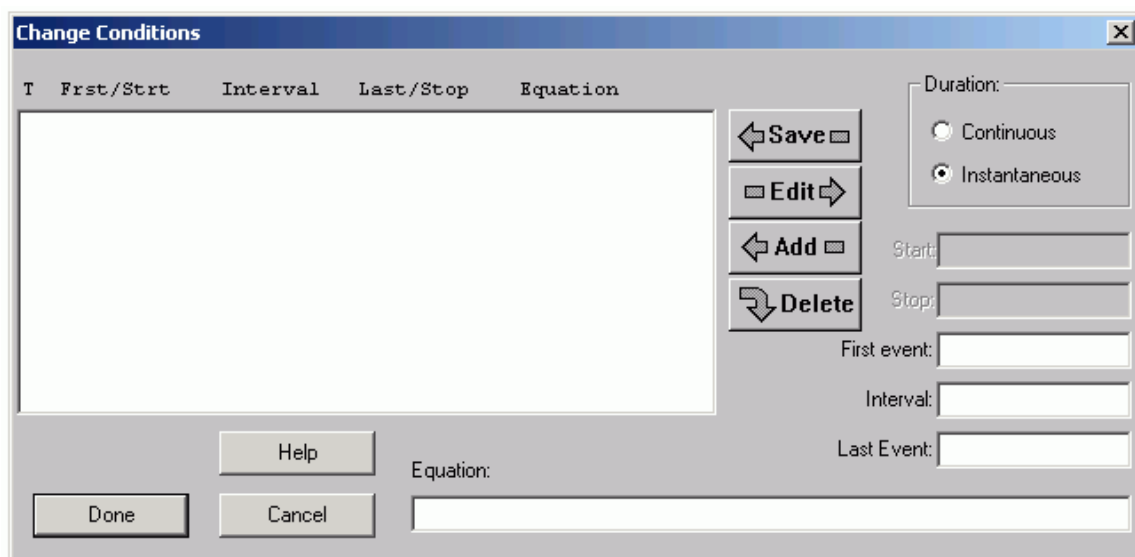 Change Conditions
T Frst/Strt Interval Last/Stop Equation
Duration:
Save
Continuous
Edit
Instantaneous
Add
Start:
Delete
Stop:
First event:
Interval:
Help
Last Event:
Equation:
Done
Cancel